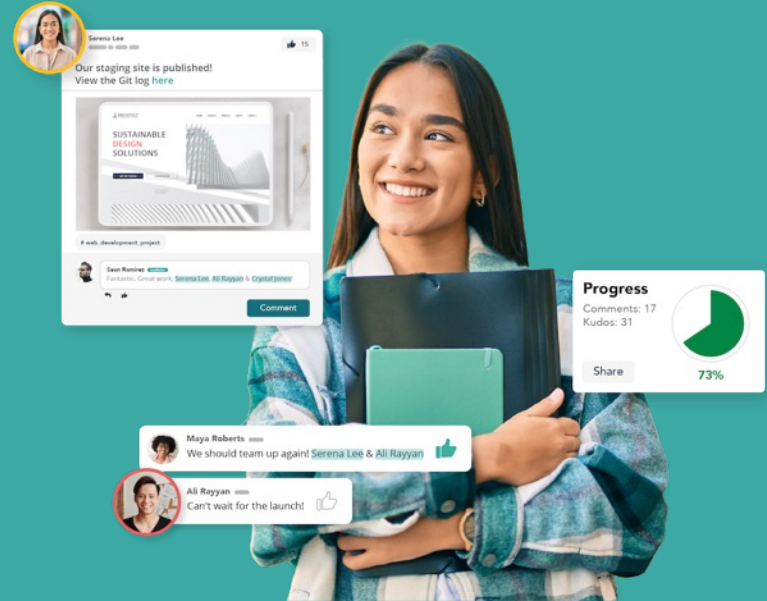 Serena Lee
15
Our staging site is published!
View the Git log here
SUSTAINABLE
DESIGN
SOLUTIONS
# web_development_project
Sean Ramirez
Fantastic. Great work, Serena Lee, Ali Rayyan & Crystal Jones
Comment
Progress
Comments: 17
Kudos: 31
Share
73%
Maya Roberts
We should team up again! Serena Lee & Ali Rayyan
Ali Rayyan
Can't wait for the launch!